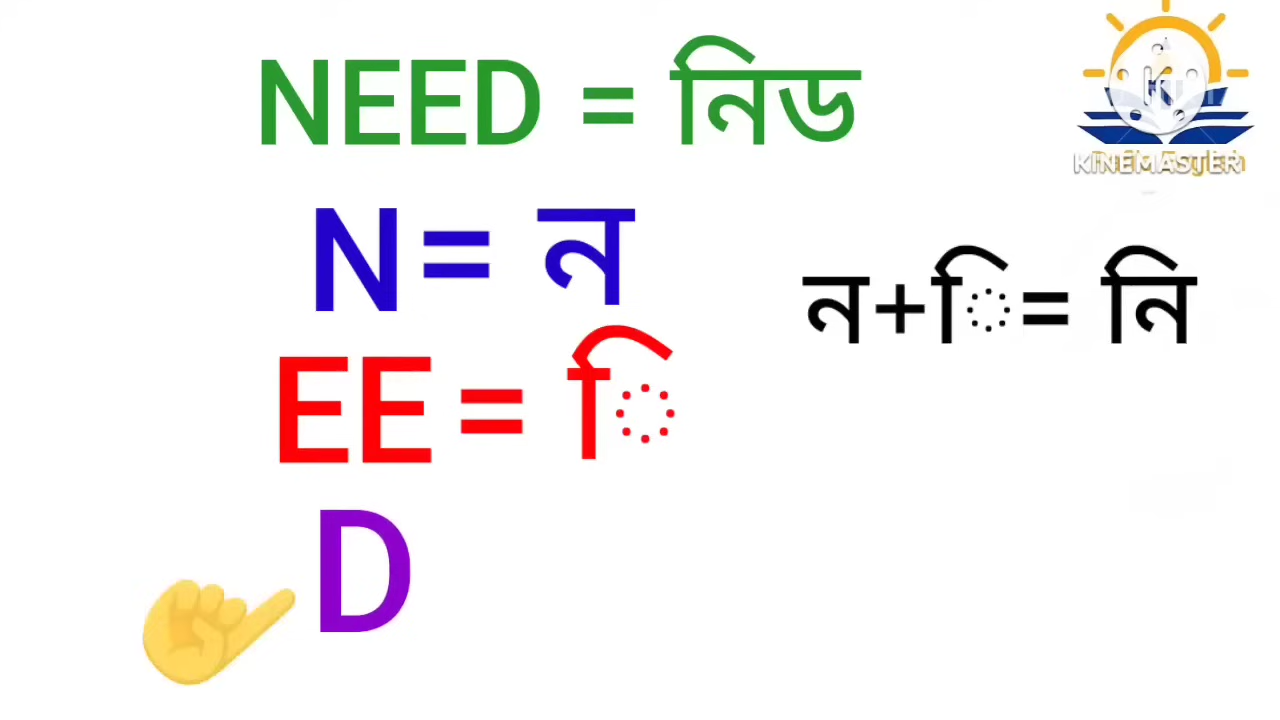 NEED = নিড
N = ন
ন+ি= নি
EE = ি
D
KINEMASTER